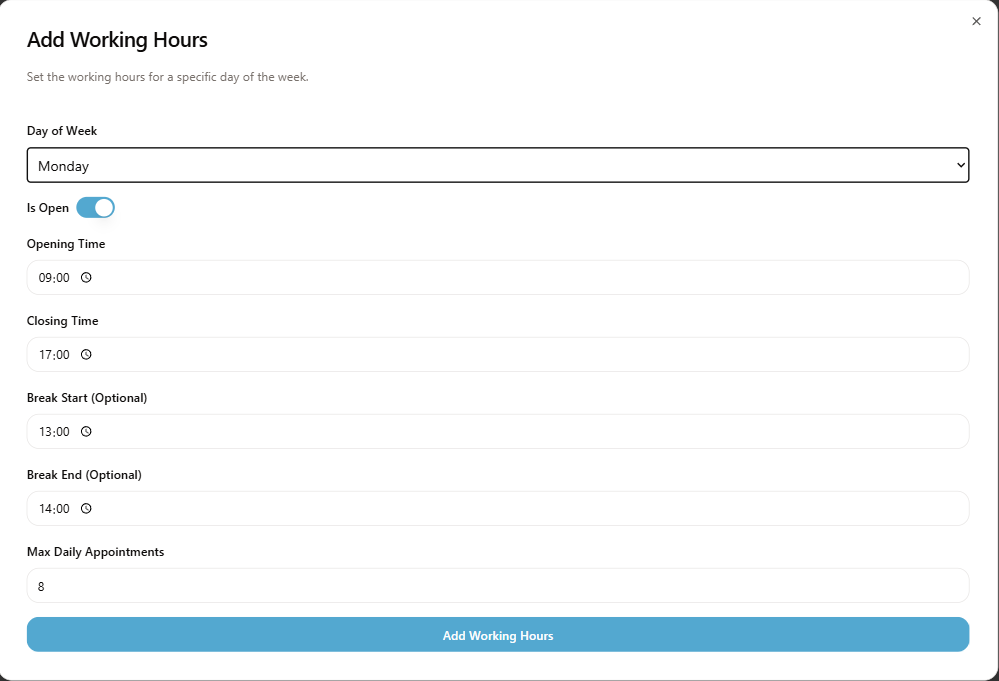 Add Working Hours
Set the working hours for a specific day of the week.
Day of Week
Monday
Is Open
Opening Time
09:00
Closing Time
17:00
Break Start (Optional)
13:00
Break End (Optional)
14:00
Max Daily Appointments
8
Add Working Hours